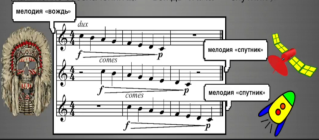 мелодия «вождь»
dux
f p
мелодия «спутник»
comes
f p
мелодия «спутник»
comes
f p